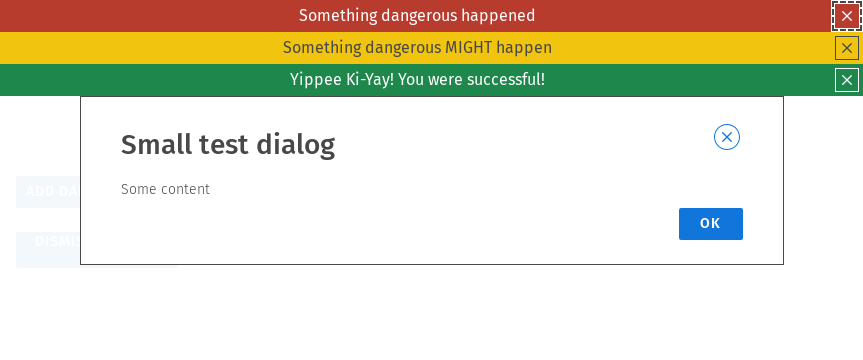 Something dangerous happened
Something dangerous MIGHT happen
Yippee Ki-Yay! You were successful!
Small test dialog
Some content
ADD DA
OK
DISMIS